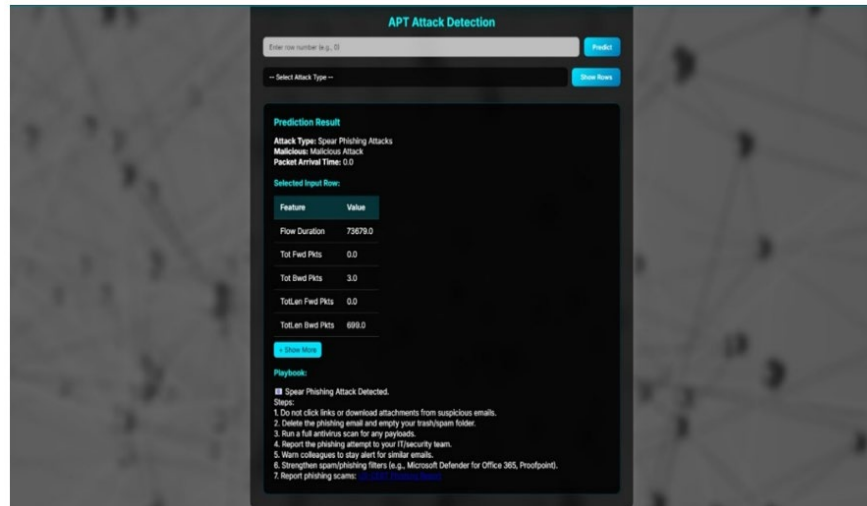 APT Attack Detection
Enter row number (e.g., 0)
Predict
-- Select Attack Type --
Show Rows
Prediction Result
Attack Type: Spear Phishing Attacks
Malicious: Malicious Attack
Packet Arrival Time: 0.0
Selected Input Row:
Feature Value
Flow Duration 73679.0
Tot Fwd Pkts 0.0
Tot Bwd Pkts 3.0
TotLen Fwd Pkts 0.0
TotLen Bwd Pkts 699.0
+ Show More
Playbook:
Spear Phishing Attack Detected.
Steps:
1. Do not click links or download attachments from suspicious emails.
2. Delete the phishing email and empty your trash/spam folder.
3. Run a full antivirus scan for any payloads.
4. Report the phishing attempt to your IT/security team.
5. Warn colleagues to stay alert for similar emails.
6. Strengthen spam/phishing filters (e.g., Microsoft Defender for Office 365, Proofpoint).
7. Report phishing scams: